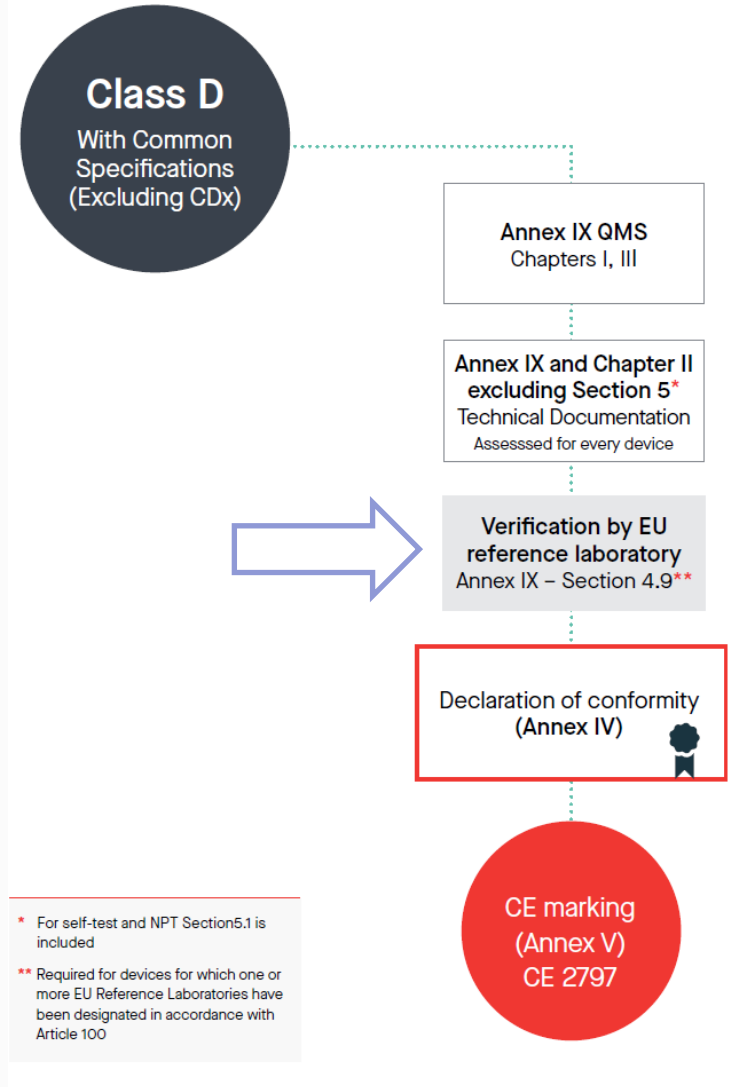 Class D
With Common
Specifications
(Excluding CDx)
Annex IX QMS
Chapters I, III
Annex IX and Chapter II
excluding Section 5*
Technical Documentation
Assesssed for every device
Verification by EU
reference laboratory
Annex IX – Section 4.9**
Declaration of conformity
(Annex IV)
CE marking
(Annex V)
CE 2797
* For self-test and NPT Section5.1 is
included
** Required for devices for which one or
more EU Reference Laboratories have
been designated in accordance with
Article 100